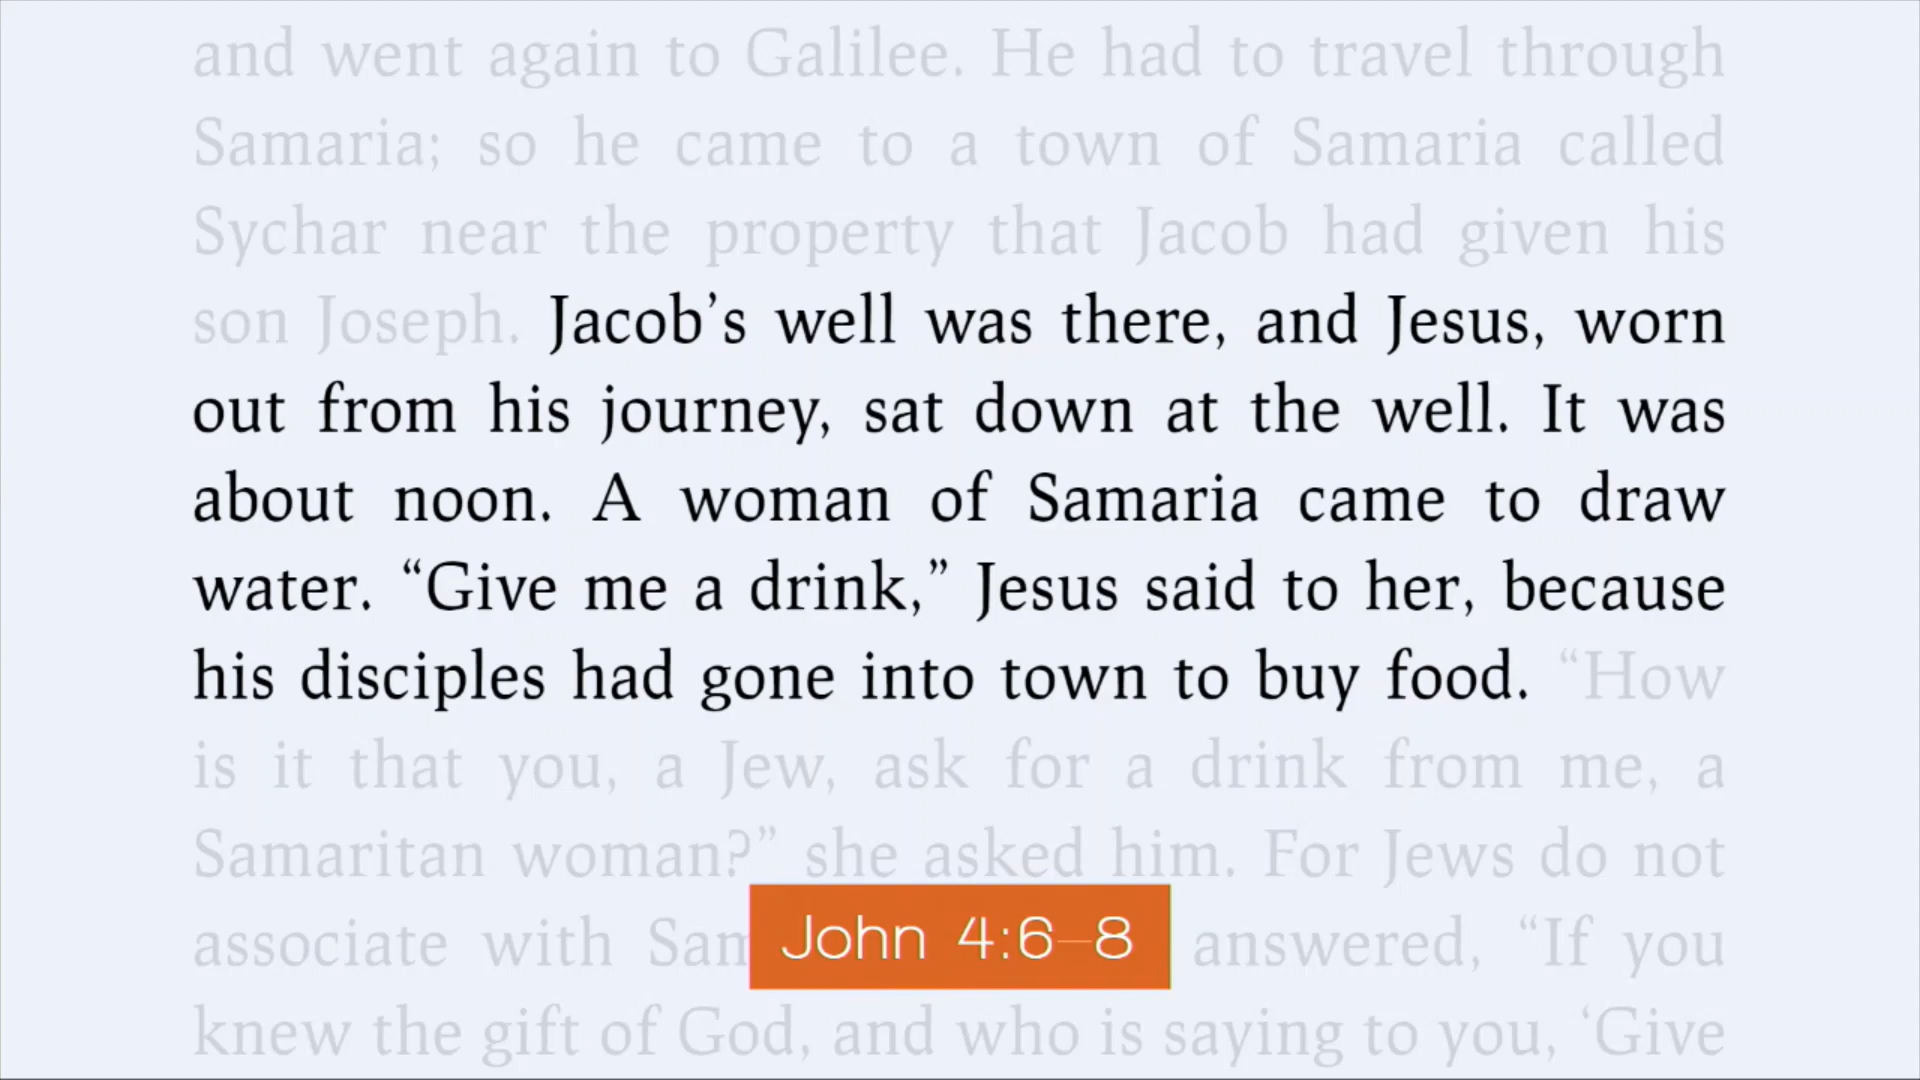 and went again to Galilee. He had to travel through
Samaria; so he came to a town of Samaria called
Sychar near the property that Jacob had given his
son Joseph. Jacob’s well was there, and Jesus, worn
out from his journey, sat down at the well. It was
about noon. A woman of Samaria came to draw
water. “Give me a drink,” Jesus said to her, because
his disciples had gone into town to buy food. “How
is it that you, a Jew, ask for a drink from me, a
Samaritan woman?” she asked him. For Jews do not
associate with answered, “If you
John 4:6–8
knew the gift of God, and who is saying to you, ‘Give